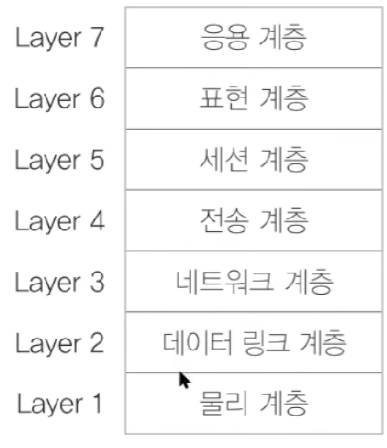 Layer 7 응용 계층
Layer 6 표현 계층
Layer 5 세션 계층
Layer 4 전송 계층
Layer 3 네트워크 계층
Layer 2 데이터 링크 계층
Layer 1 물리 계층